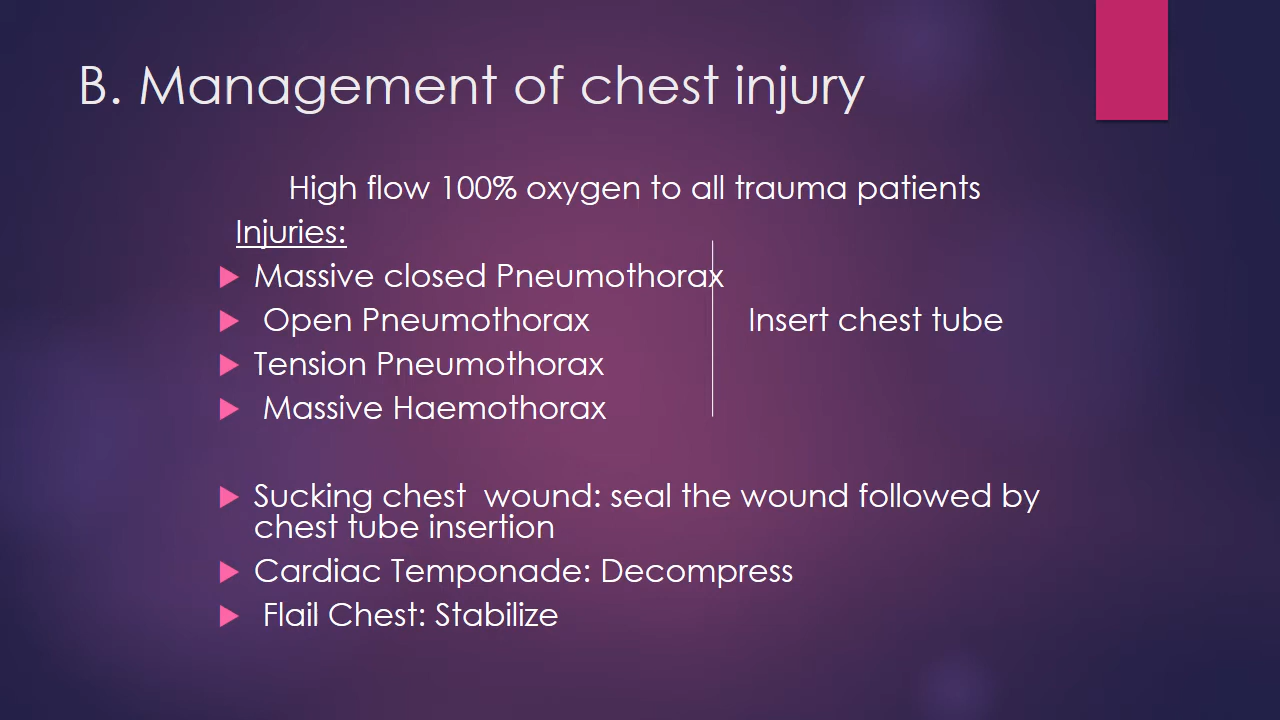 B. Management of chest injury
High flow 100% oxygen to all trauma patients
Injuries:
Massive closed Pneumothorax
Open Pneumothorax Insert chest tube
Tension Pneumothorax
Massive Haemothorax
Sucking chest wound: seal the wound followed by
chest tube insertion
Cardiac Temponade: Decompress
Flail Chest: Stabilize